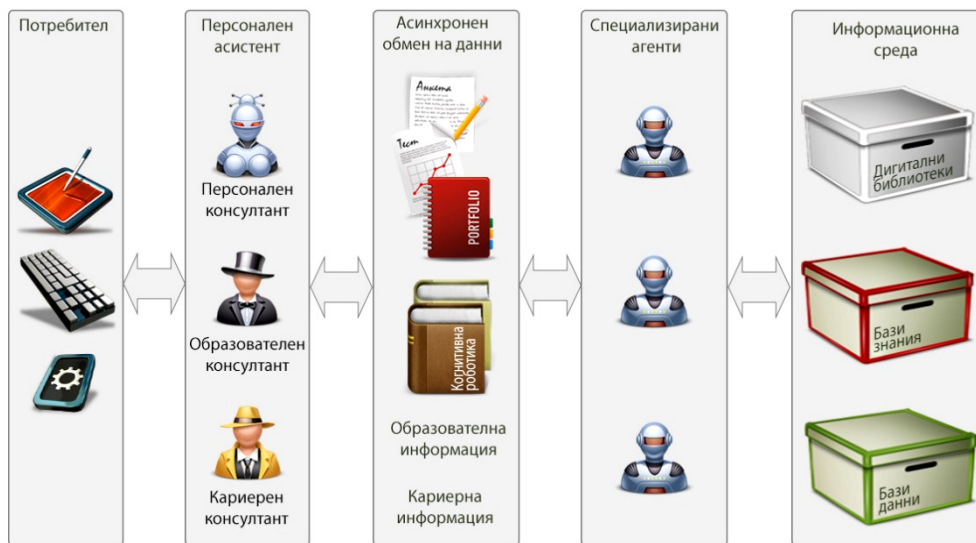 Потребител
Персонален
асистент
Персонален
консултант
Образователен
консултант
Кариерен
консултант
Асинхронен
обмен на данни
Анкета
Тест
PORTFOLIO
Когнитивна
роботика
Образователна
информация
Кариерна
информация
Специализирани
агенти
Информационна
среда
Дигитални
библиотеки
Бази
знания
Бази
данни